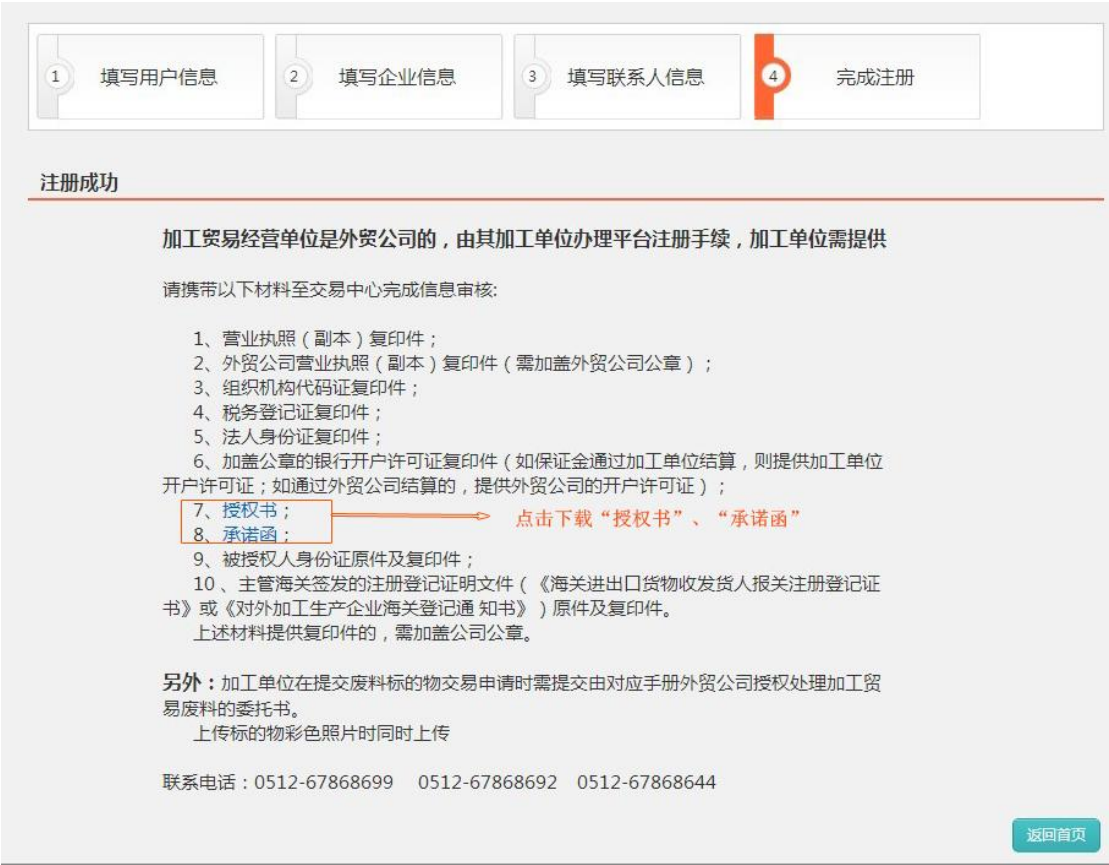 1 填写用户信息 2 填写企业信息 3 填写联系人信息 4 完成注册
注册成功
加工贸易经营单位是外贸公司的，由其加工单位办理平台注册手续，加工单位需提供
请携带以下材料至交易中心完成信息审核:
1、营业执照（副本）复印件；
2、外贸公司营业执照（副本）复印件（需加盖外贸公司公章）；
3、组织机构代码证复印件；
4、税务登记证复印件；
5、法人身份证复印件；
6、加盖公章的银行开户许可证复印件（如保证金通过加工单位结算，则提供加工单位
开户许可证；如通过外贸公司结算的，提供外贸公司的开户许可证）；
7、授权书；
点击下载“授权书”、“承诺函”
8、承诺函；
9、被授权人身份证原件及复印件；
10、主管海关签发的注册登记证明文件（《海关进出口货物收发货人报关注册登记证
书》或《对外加工生产企业海关登记通 知书》）原件及复印件。
上述材料提供复印件的，需加盖公司公章。
另外：加工单位在提交废料标的物交易申请时需提交由对应手册外贸公司授权处理加工贸
易废料的委托书。
上传标的物彩色照片时同时上传
联系电话：0512-67868699 0512-67868692 0512-67868644
返回首页